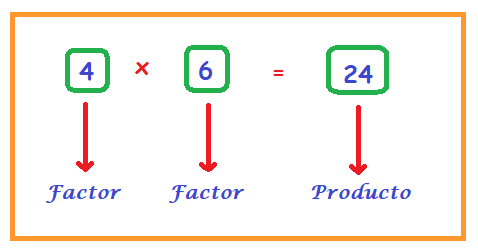 4 × 6 = 24
Factor Factor Producto